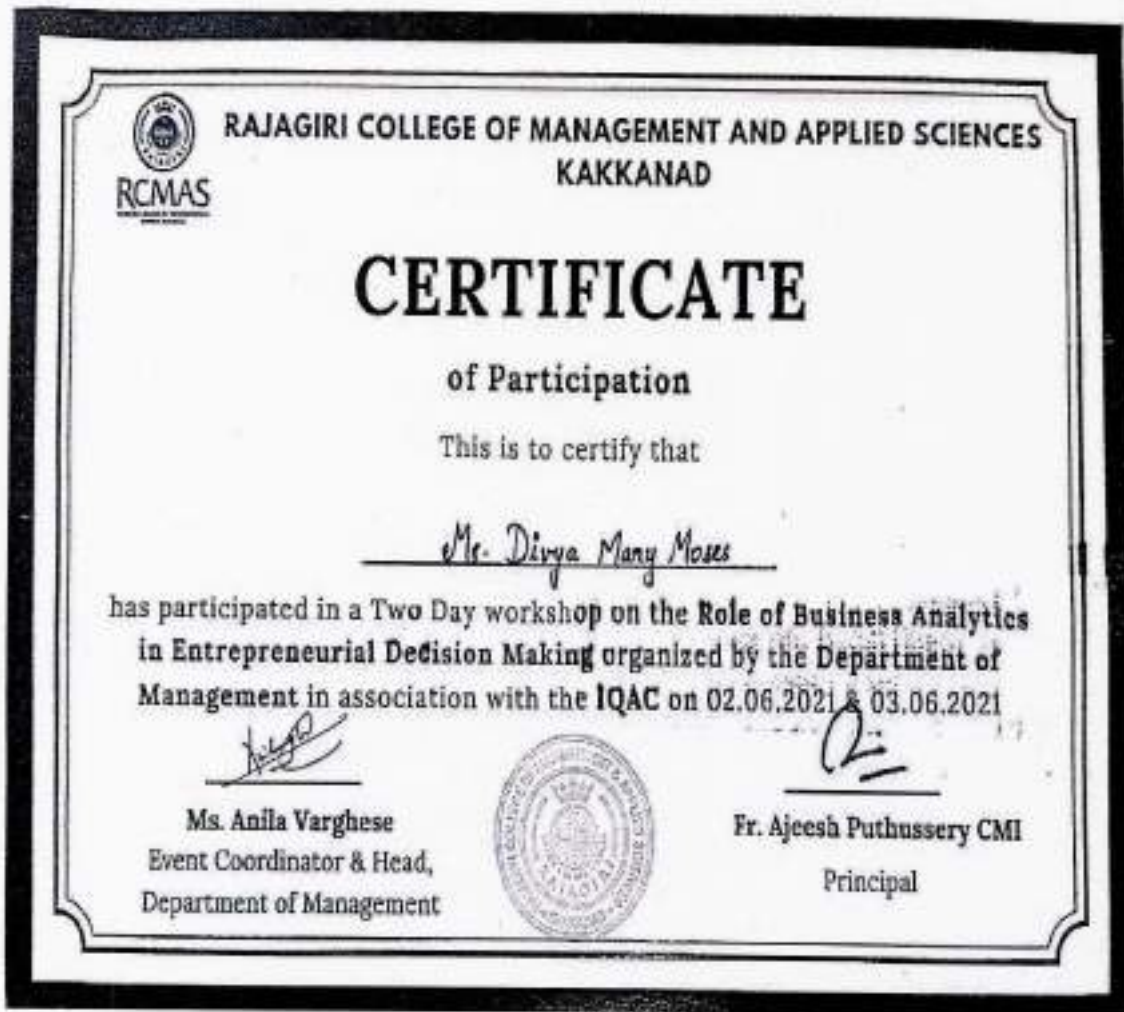 RAJAGIRI COLLEGE OF MANAGEMENT AND APPLIED SCIENCES
KAKKANAD
RCMAS
CERTIFICATE
of Participation
This is to certify that
Ms. Divya Mary Moses
has participated in a Two Day workshop on the Role of Business Analytics
in Entrepreneurial Decision Making organized by the Department of
Management in association with the IQAC on 02.06.2021 & 03.06.2021
Ms. Anila Varghese
Event Coordinator & Head,
Department of Management
RAJAGIRI
Fr. Ajeesh Puthussery CMI
Principal